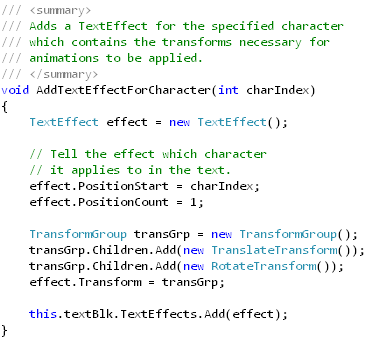 /// <summary>
/// Adds a TextEffect for the specified character
/// which contains the transforms necessary for
/// animations to be applied.
/// </summary>
void AddTextEffectForCharacter(int charIndex)
{
    TextEffect effect = new TextEffect();

    // Tell the effect which character
    // it applies to in the text.
    effect.PositionStart = charIndex;
    effect.PositionCount = 1;

    TransformGroup transGrp = new TransformGroup();
    transGrp.Children.Add(new TranslateTransform());
    transGrp.Children.Add(new RotateTransform());
    effect.Transform = transGrp;

    this.textBlk.TextEffects.Add(effect);
}